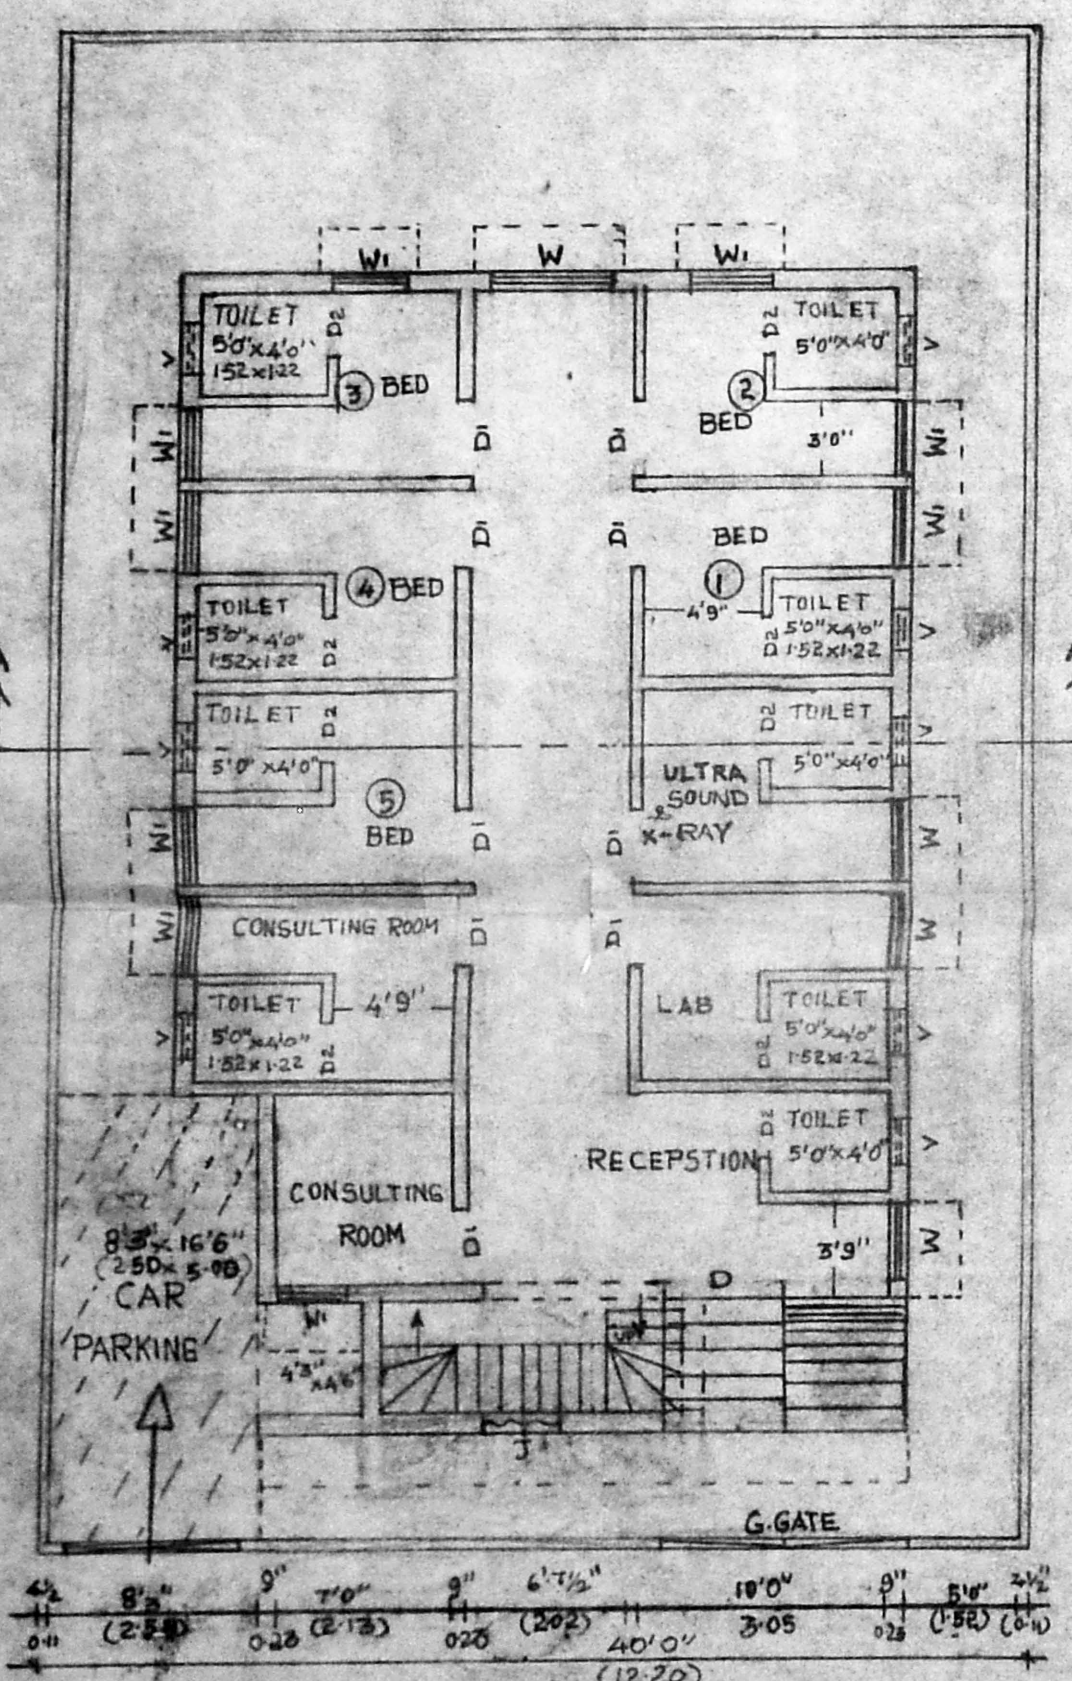 W1
W
W1
TOILET
5'0"x4'0"
1.52x1.22
D2
V
3 BED
D2
TOILET
5'0"x4'0"
V
2
BED
3'0"
W1
D1
D1
W1
W1
D1
D1
W1
4 BED
BED
1
4'9"
TOILET
5'0"x4'0"
1.52x1.22
D2
V
TOILET
5'0"x4'0"
1.52x1.22
D2
V
TOILET
5'0"x4'0"
D2
V
D2
TOILET
5'0"x4'0"
V
5
BED
ULTRA
SOUND
&
X-RAY
W1
D1
D1
W
W1
CONSULTING ROOM
D1
D1
W
TOILET
5'0"x4'0"
1.52x1.22
D2
V
4'9"
LAB
TOILET
5'0"x4'0"
1.52x1.22
D2
V
D2
TOILET
5'0"x4'0"
V
RECEPSTION
CONSULTING
ROOM
D1
3'9"
W
D
8'3"x16'6"
(2.50x5.00)
CAR
PARKING
W1
4'3"
x4'6"
UP
J
G.GATE
4½ 8'3" 9" 7'0" 9" 6'7½" 10'0" 9" 5'0" 4½"
0.11 0.23 (2.13) 0.23 (2.02) 3.05 0.23 (1.52) (0.11)
40'0"
(12.20)